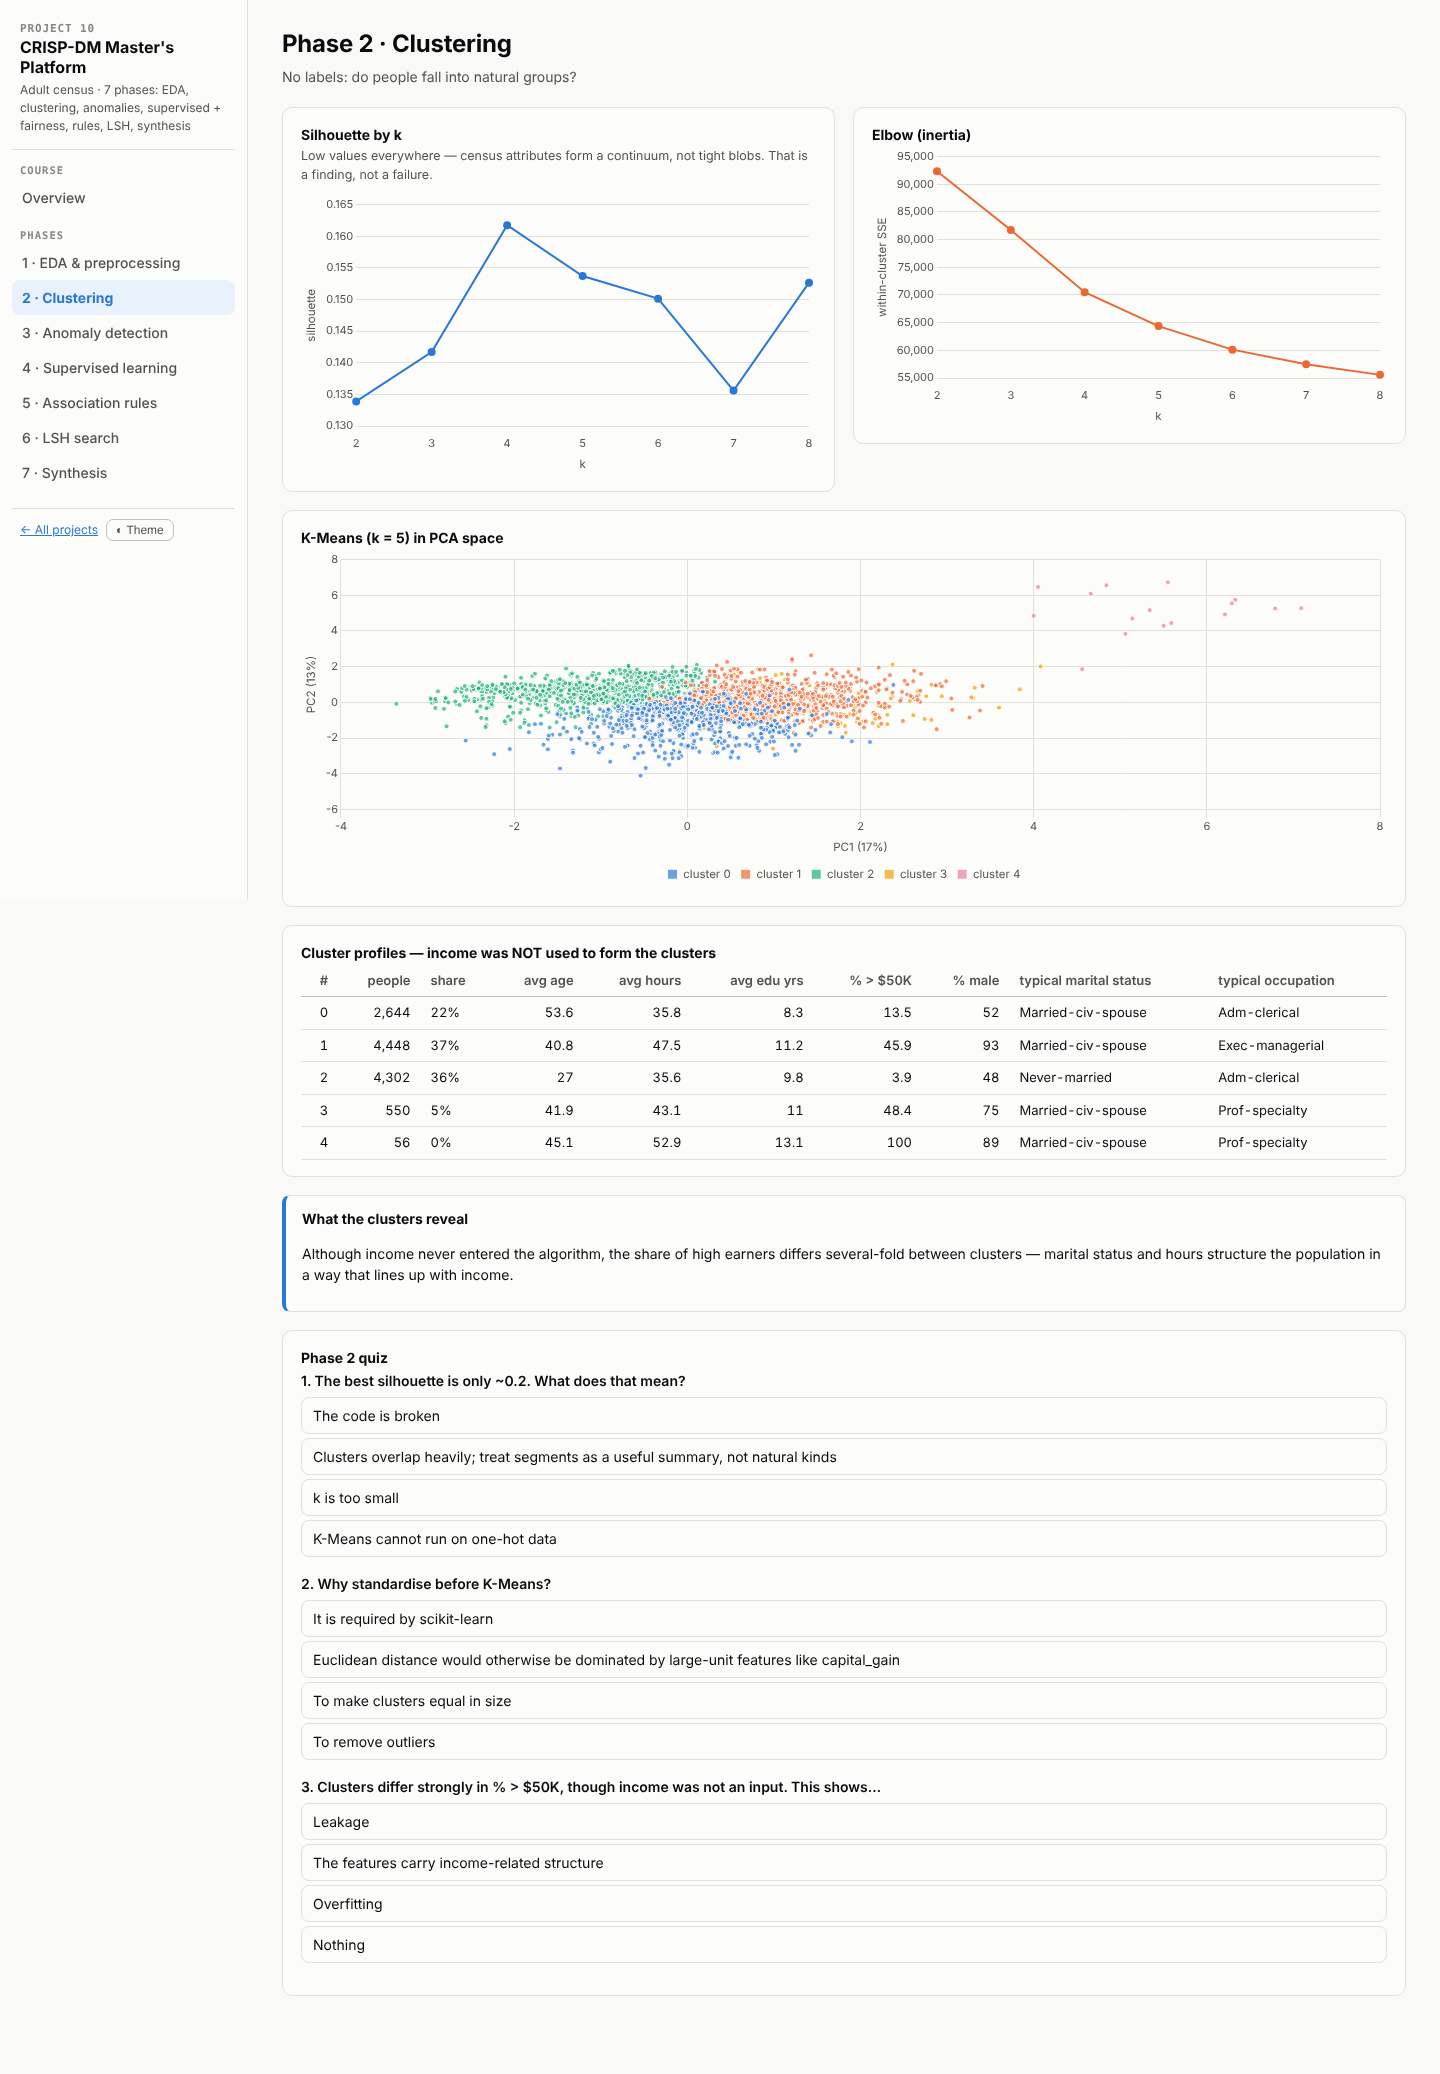 PROJECT 10
CRISP-DM Master's
Platform
Adult census · 7 phases: EDA,
clustering, anomalies, supervised +
fairness, rules, LSH, synthesis
COURSE
Overview
PHASES
1 · EDA & preprocessing
2 · Clustering
3 · Anomaly detection
4 · Supervised learning
5 · Association rules
6 · LSH search
7 · Synthesis
← All projects
Theme
Phase 2 · Clustering
No labels: do people fall into natural groups?
Silhouette by k
Low values everywhere — census attributes form a continuum, not tight blobs. That is
a finding, not a failure.
0.165
0.160
0.155
0.150
0.145
0.140
0.135
0.130
silhouette
2 3 4 5 6 7 8
k
Elbow (inertia)
95,000
90,000
85,000
80,000
75,000
70,000
65,000
60,000
55,000
within-cluster SSE
2 3 4 5 6 7 8
k
K-Means (k = 5) in PCA space
8
6
4
2
0
-2
-4
-6
PC2 (13%)
-4 -2 0 2 4 6 8
PC1 (17%)
cluster 0 cluster 1 cluster 2 cluster 3 cluster 4
Cluster profiles — income was NOT used to form the clusters
# people share avg age avg hours avg edu yrs % > $50K % male typical marital status typical occupation
0 2,644 22% 53.6 35.8 8.3 13.5 52 Married-civ-spouse Adm-clerical
1 4,448 37% 40.8 47.5 11.2 45.9 93 Married-civ-spouse Exec-managerial
2 4,302 36% 27 35.6 9.8 3.9 48 Never-married Adm-clerical
3 550 5% 41.9 43.1 11 48.4 75 Married-civ-spouse Prof-specialty
4 56 0% 45.1 52.9 13.1 100 89 Married-civ-spouse Prof-specialty
What the clusters reveal
Although income never entered the algorithm, the share of high earners differs several-fold between clusters — marital status and hours structure the population in
a way that lines up with income.
Phase 2 quiz
1. The best silhouette is only ~0.2. What does that mean?
The code is broken
Clusters overlap heavily; treat segments as a useful summary, not natural kinds
k is too small
K-Means cannot run on one-hot data
2. Why standardise before K-Means?
It is required by scikit-learn
Euclidean distance would otherwise be dominated by large-unit features like capital_gain
To make clusters equal in size
To remove outliers
3. Clusters differ strongly in % > $50K, though income was not an input. This shows…
Leakage
The features carry income-related structure
Overfitting
Nothing